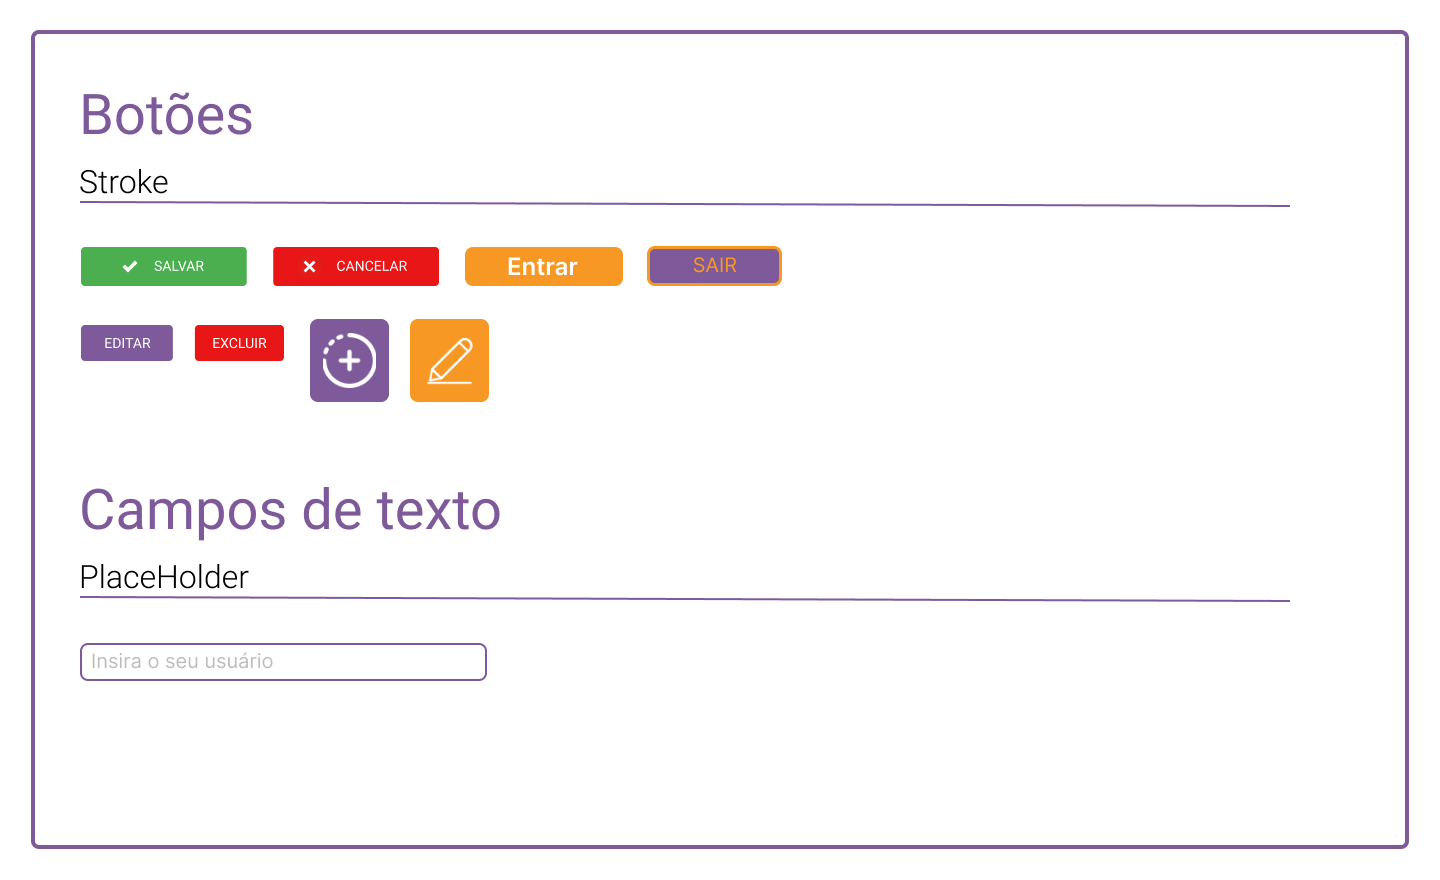 Botões
Stroke
SALVAR CANCELAR Entrar SAIR
EDITAR EXCLUIR
Campos de texto
PlaceHolder
Insira o seu usuário